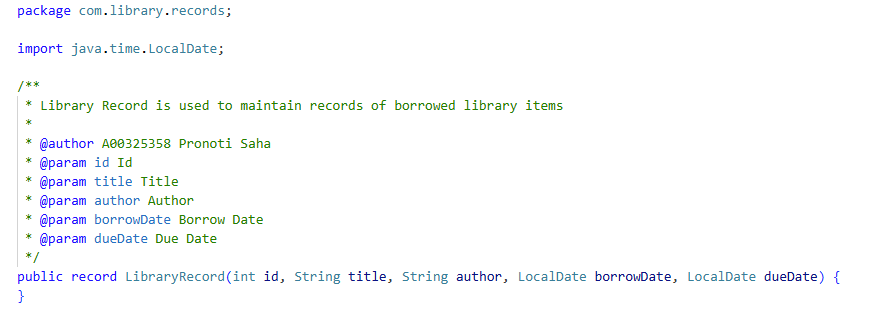 package com.library.records;
import java.time.LocalDate;
/**
* Library Record is used to maintain records of borrowed library items
*
* @author A00325358 Pronoti Saha
* @param id Id
* @param title Title
* @param author Author
* @param borrowDate Borrow Date
* @param dueDate Due Date
*/
public record LibraryRecord(int id, String title, String author, LocalDate borrowDate, LocalDate dueDate) {
}